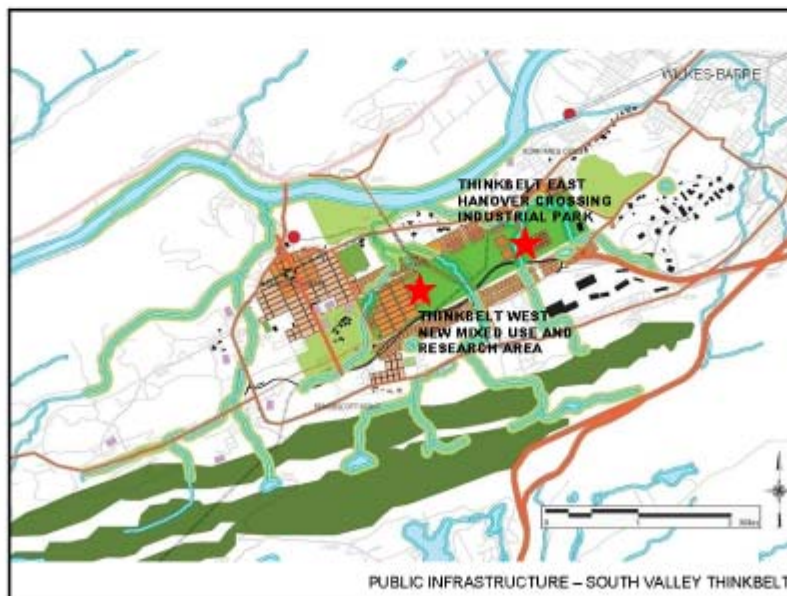 WILKES-BARRE
THINKBELT EAST
HANOVER CROSSING
INDUSTRIAL PARK
THINKBELT WEST
NEW MIXED USE AND
RESEARCH AREA
0
PUBLIC INFRASTRUCTURE – SOUTH VALLEY THINKBELT